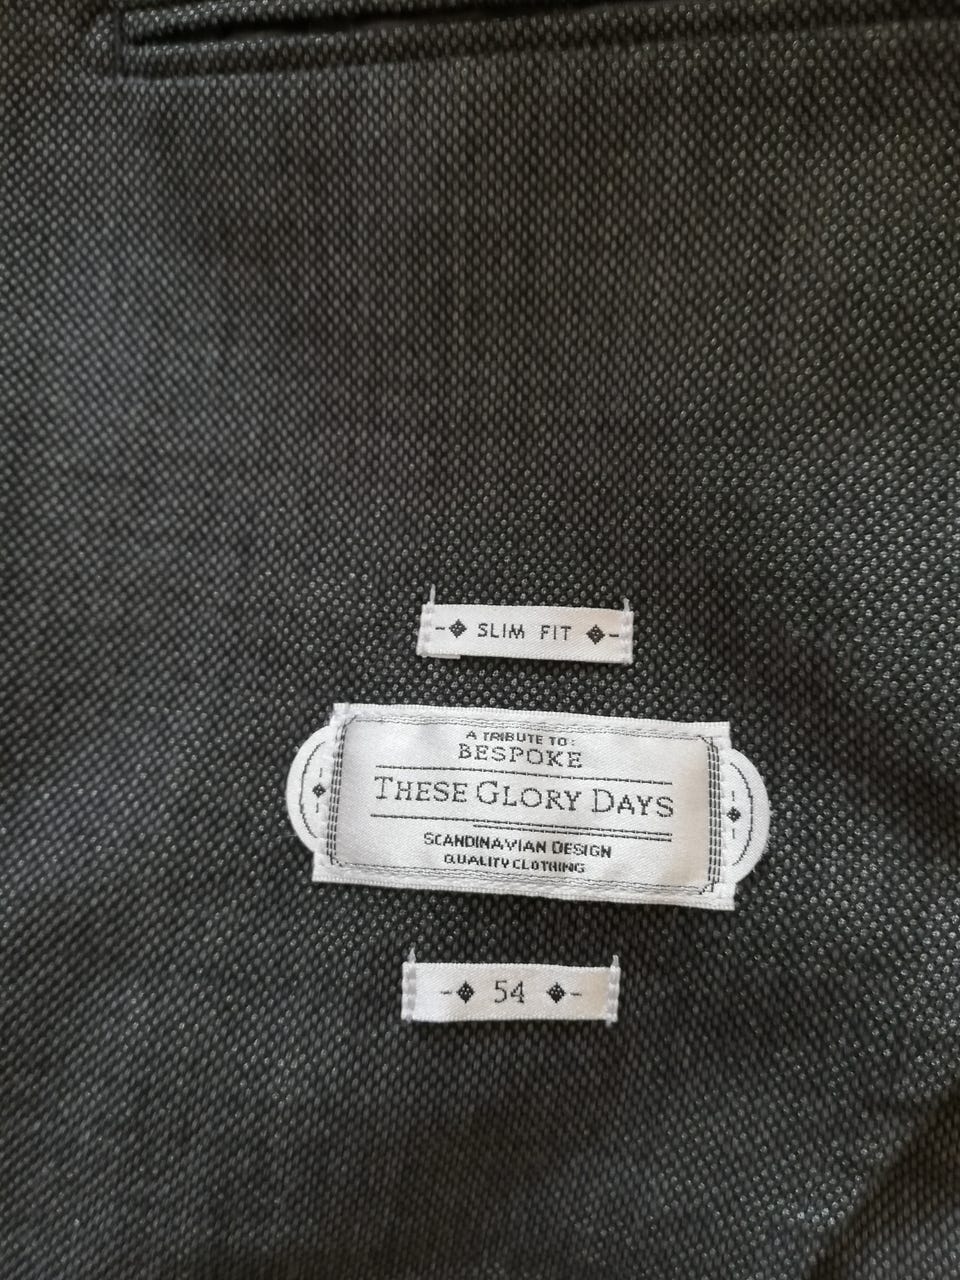 SLIM FIT
A TRIBUTE TO:
BESPOKE
THESE GLORY DAYS
SCANDINAVIAN DESIGN
QUALITY CLOTHING
54